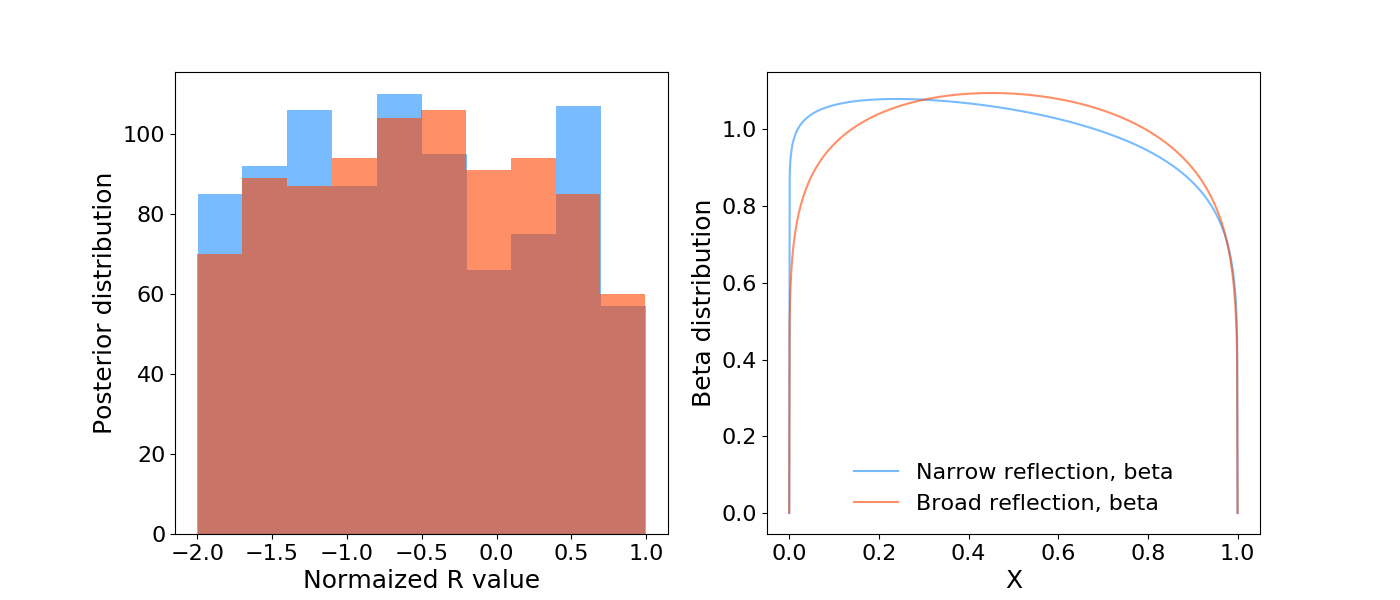 Posterior distribution
100
80
60
40
20
0
−2.0 −1.5 −1.0 −0.5 0.0 0.5 1.0
Normaized R value
Beta distribution
1.0
0.8
0.6
0.4
0.2
0.0
Narrow reflection, beta
Broad reflection, beta
0.0 0.2 0.4 0.6 0.8 1.0
X